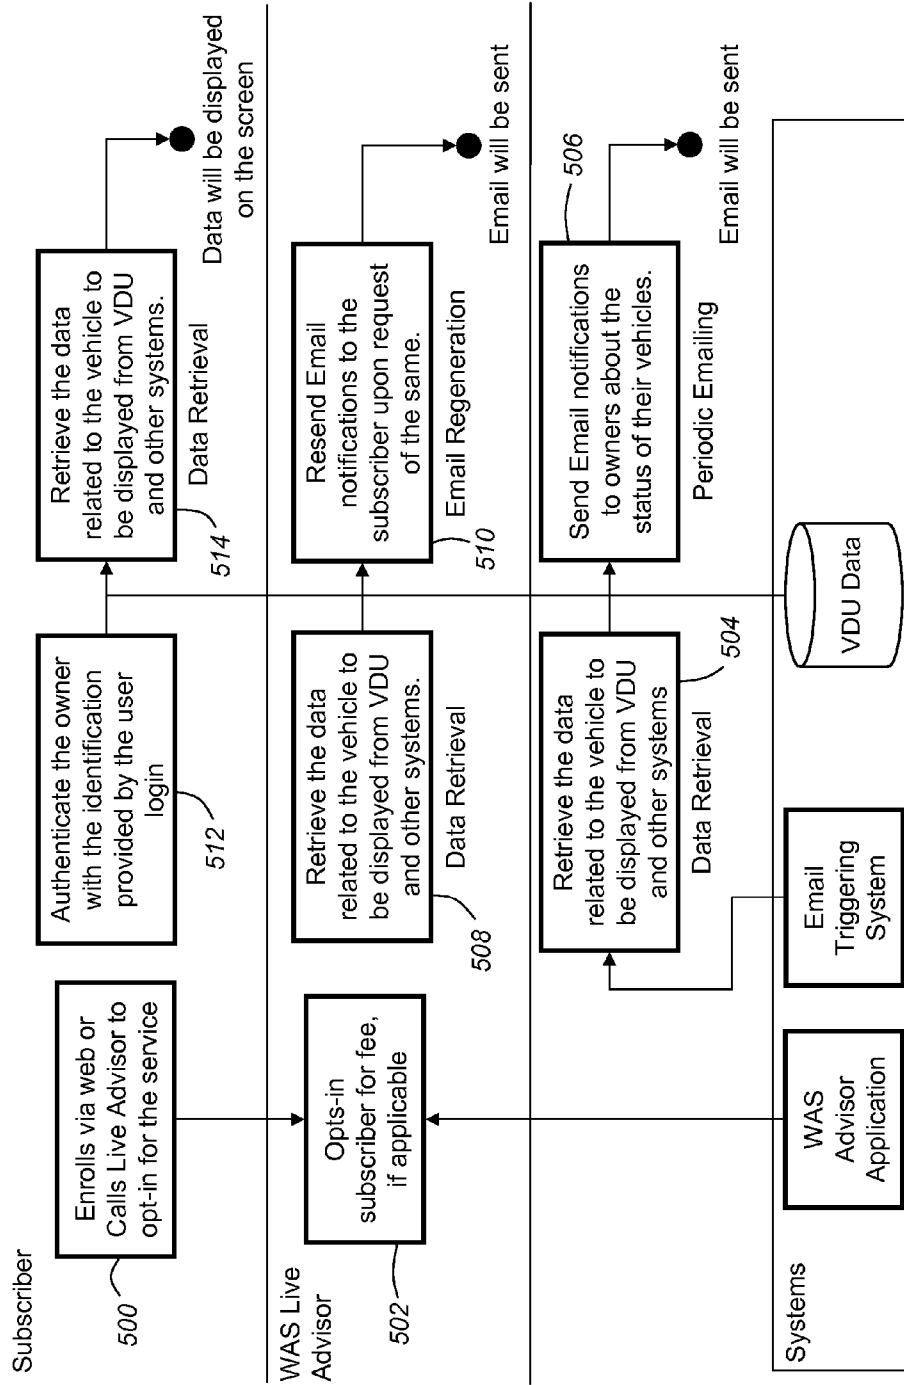 Subscriber
Enrolls via web or
Calls Live Advisor to
opt-in for the service
500
Authenticate the owner
with the identification
provided by the user
login
512
Retrieve the data
related to the vehicle to
be displayed from VDU
and other systems.
Data Retrieval
514
Data will be displayed
on the screen
WAS Live
Advisor
Opts-in
subscriber for fee,
if applicable
502
Retrieve the data
related to the vehicle to
be displayed from VDU
and other systems.
Data Retrieval
508
Resend Email
notifications to the
subscriber upon request
of the same.
Email Regeneration
510
Email will be sent
Retrieve the data
related to the vehicle to
be displayed from VDU
and other systems
Data Retrieval
504
Send Email notifications
to owners about the
status of their vehicles.
Periodic Emailing
506
Email will be sent
Systems
WAS
Advisor
Application
Email
Triggering
System
VDU Data